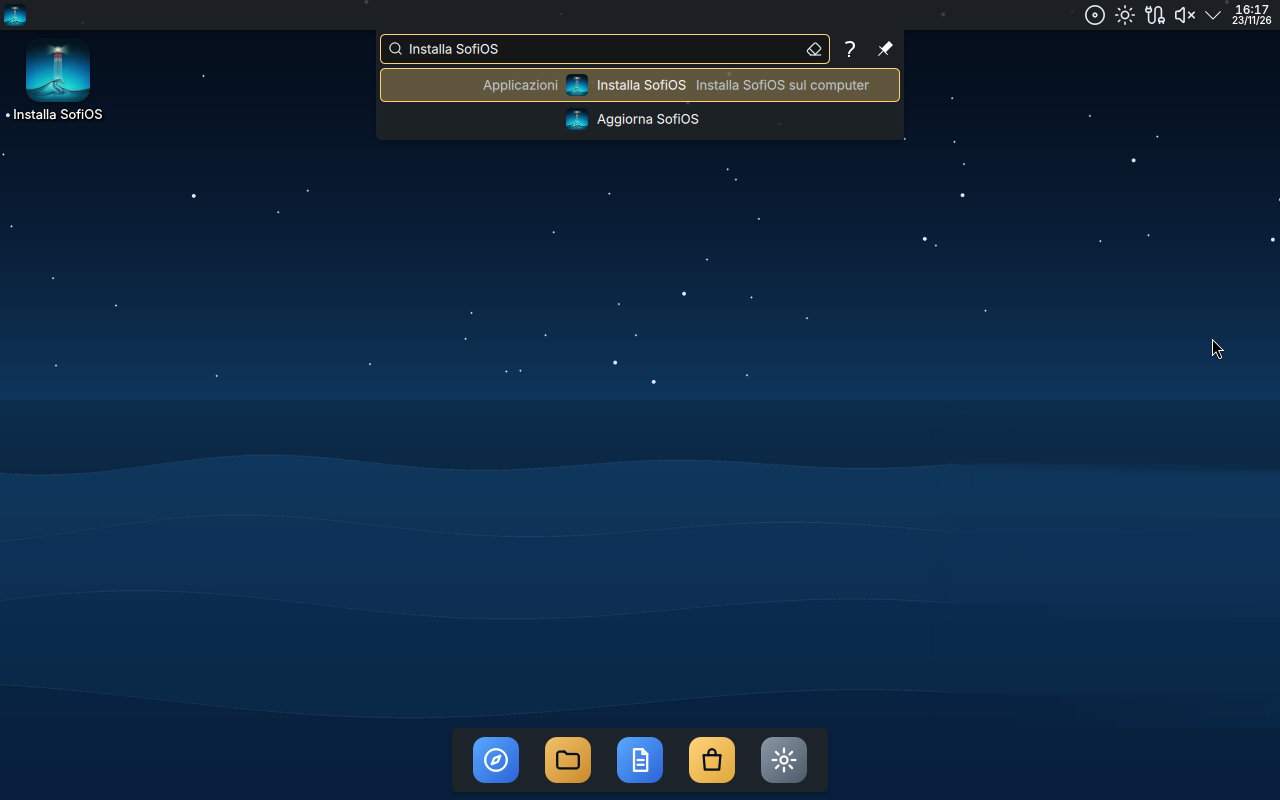 16:17
23/11/26
Installa SofiOS
?
Applicazioni Installa SofiOS Installa SofiOS sul computer
Aggiorna SofiOS
Installa SofiOS